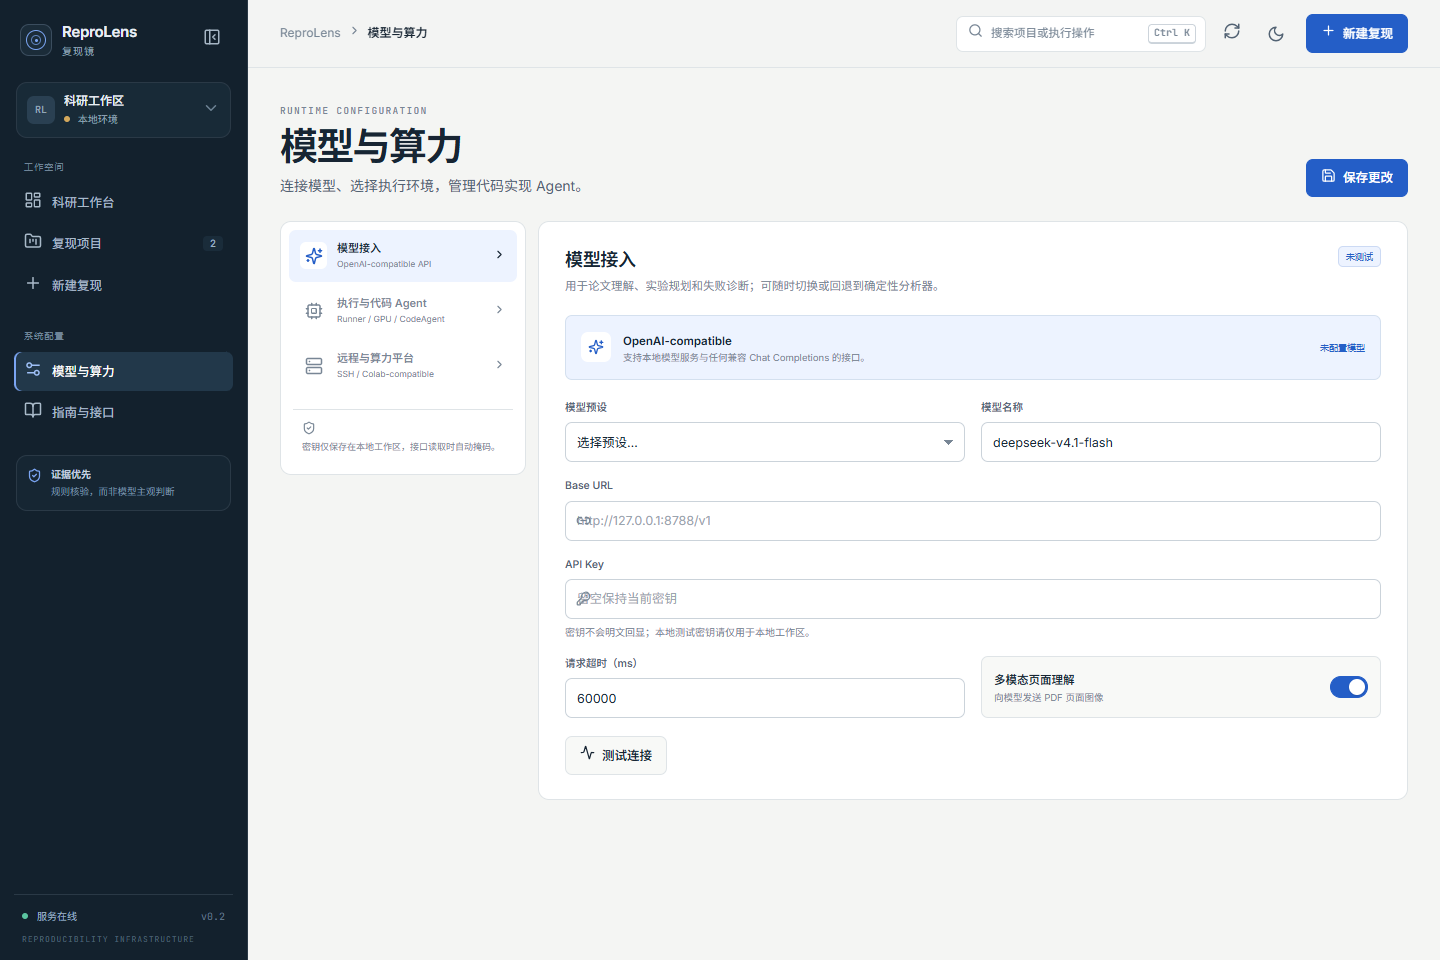 ReproLens
复现镜
RL
科研工作区
本地环境
工作空间
科研工作台
复现项目
2
新建复现
系统配置
模型与算力
指南与接口
证据优先
规则核验，而非模型主观判断
服务在线
v0.2
REPRODUCIBILITY INFRASTRUCTURE
ReproLens
模型与算力
搜索项目或执行操作
Ctrl K
新建复现
RUNTIME CONFIGURATION
模型与算力
连接模型、选择执行环境，管理代码实现 Agent。
保存更改
模型接入
OpenAI-compatible API
执行与代码 Agent
Runner / GPU / CodeAgent
远程与算力平台
SSH / Colab-compatible
密钥仅保存在本地工作区，接口读取时自动掩码。
模型接入
未测试
用于论文理解、实验规划和失败诊断；可随时切换或回退到确定性分析器。
OpenAI-compatible
支持本地模型服务与任何兼容 Chat Completions 的接口。
未配置模型
模型预设
选择预设...
模型名称
deepseek-v4.1-flash
Base URL
http://127.0.0.1:8788/v1
API Key
留空保持当前密钥
密钥不会明文回显；本地测试密钥请仅用于本地工作区。
请求超时（ms）
60000
多模态页面理解
向模型发送 PDF 页面图像
测试连接